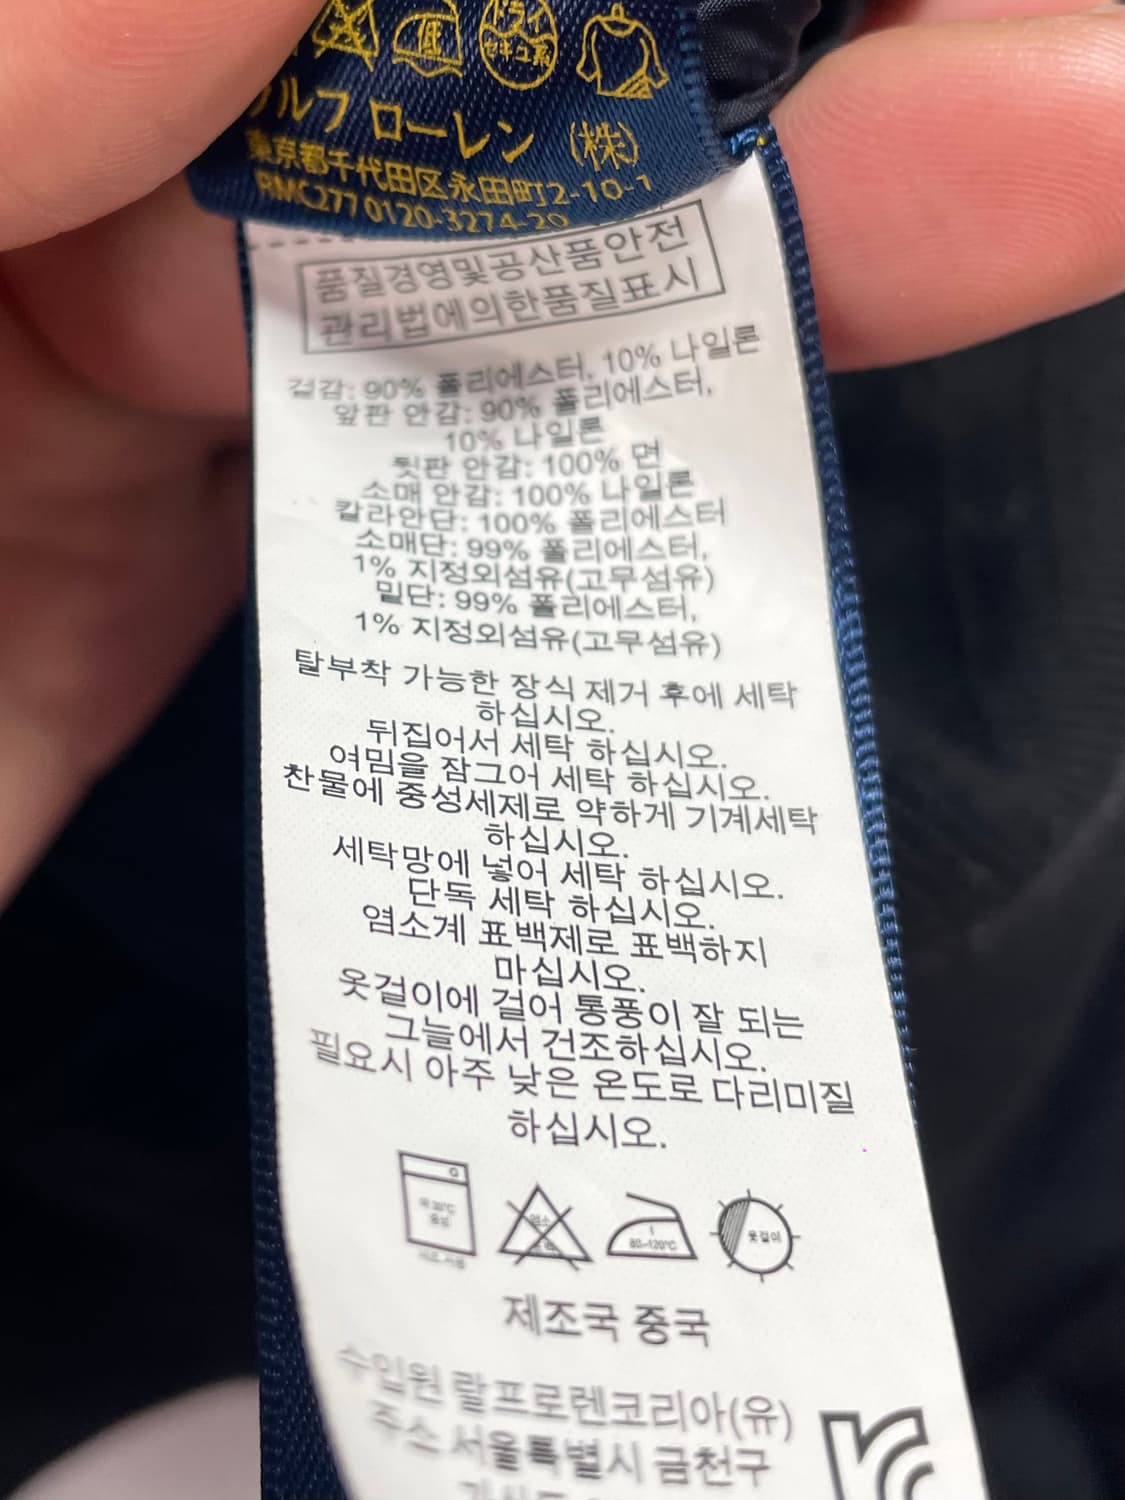 ドライ
セキユ系
ルフ ローレン (株)
東京都千代田区永田町2-10-1
RMC277 0120-3274-20
품질경영및공산품안전
관리법에의한품질표시
겉감: 90% 폴리에스터, 10% 나일론
앞판 안감: 90% 폴리에스터,
10% 나일론
뒷판 안감: 100% 면
소매 안감: 100% 나일론
칼라안단: 100% 폴리에스터
소매단: 99% 폴리에스터,
1% 지정외섬유(고무섬유)
밑단: 99% 폴리에스터,
1% 지정외섬유(고무섬유)
탈부착 가능한 장식 제거 후에 세탁
하십시오.
뒤집어서 세탁 하십시오.
여밈을 잠그어 세탁 하십시오.
찬물에 중성세제로 약하게 기계세탁
하십시오.
세탁망에 넣어 세탁 하십시오.
단독 세탁 하십시오.
염소계 표백제로 표백하지
마십시오.
옷걸이에 걸어 통풍이 잘 되는
그늘에서 건조하십시오.
필요시 아주 낮은 온도로 다리미질
하십시오.
약 30℃
중성
염소
표백
80-120℃
옷걸이
제조국 중국
수입원 랄프로렌코리아(유)
주소 서울특별시 금천구